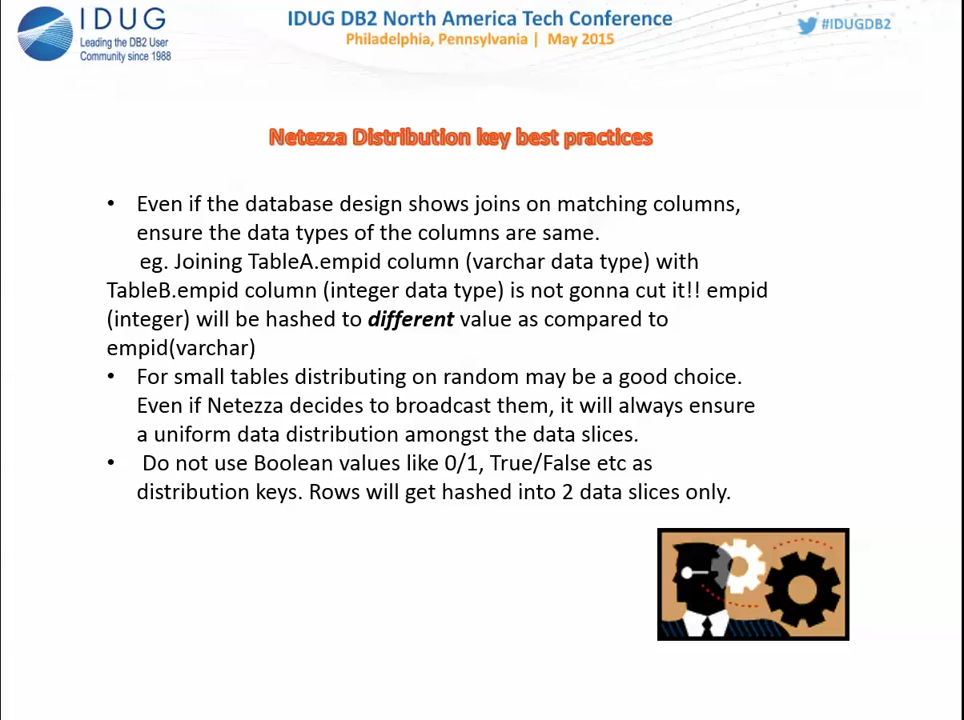 IDUG
Leading the DB2 User
Community since 1988
IDUG DB2 North America Tech Conference
Philadelphia, Pennsylvania | May 2015
#IDUGDB2
Netezza Distribution key best practices
• Even if the database design shows joins on matching columns,
ensure the data types of the columns are same.
eg. Joining TableA.empid column (varchar data type) with
TableB.empid column (integer data type) is not gonna cut it!! empid
(integer) will be hashed to different value as compared to
empid(varchar)
• For small tables distributing on random may be a good choice.
Even if Netezza decides to broadcast them, it will always ensure
a uniform data distribution amongst the data slices.
• Do not use Boolean values like 0/1, True/False etc as
distribution keys. Rows will get hashed into 2 data slices only.